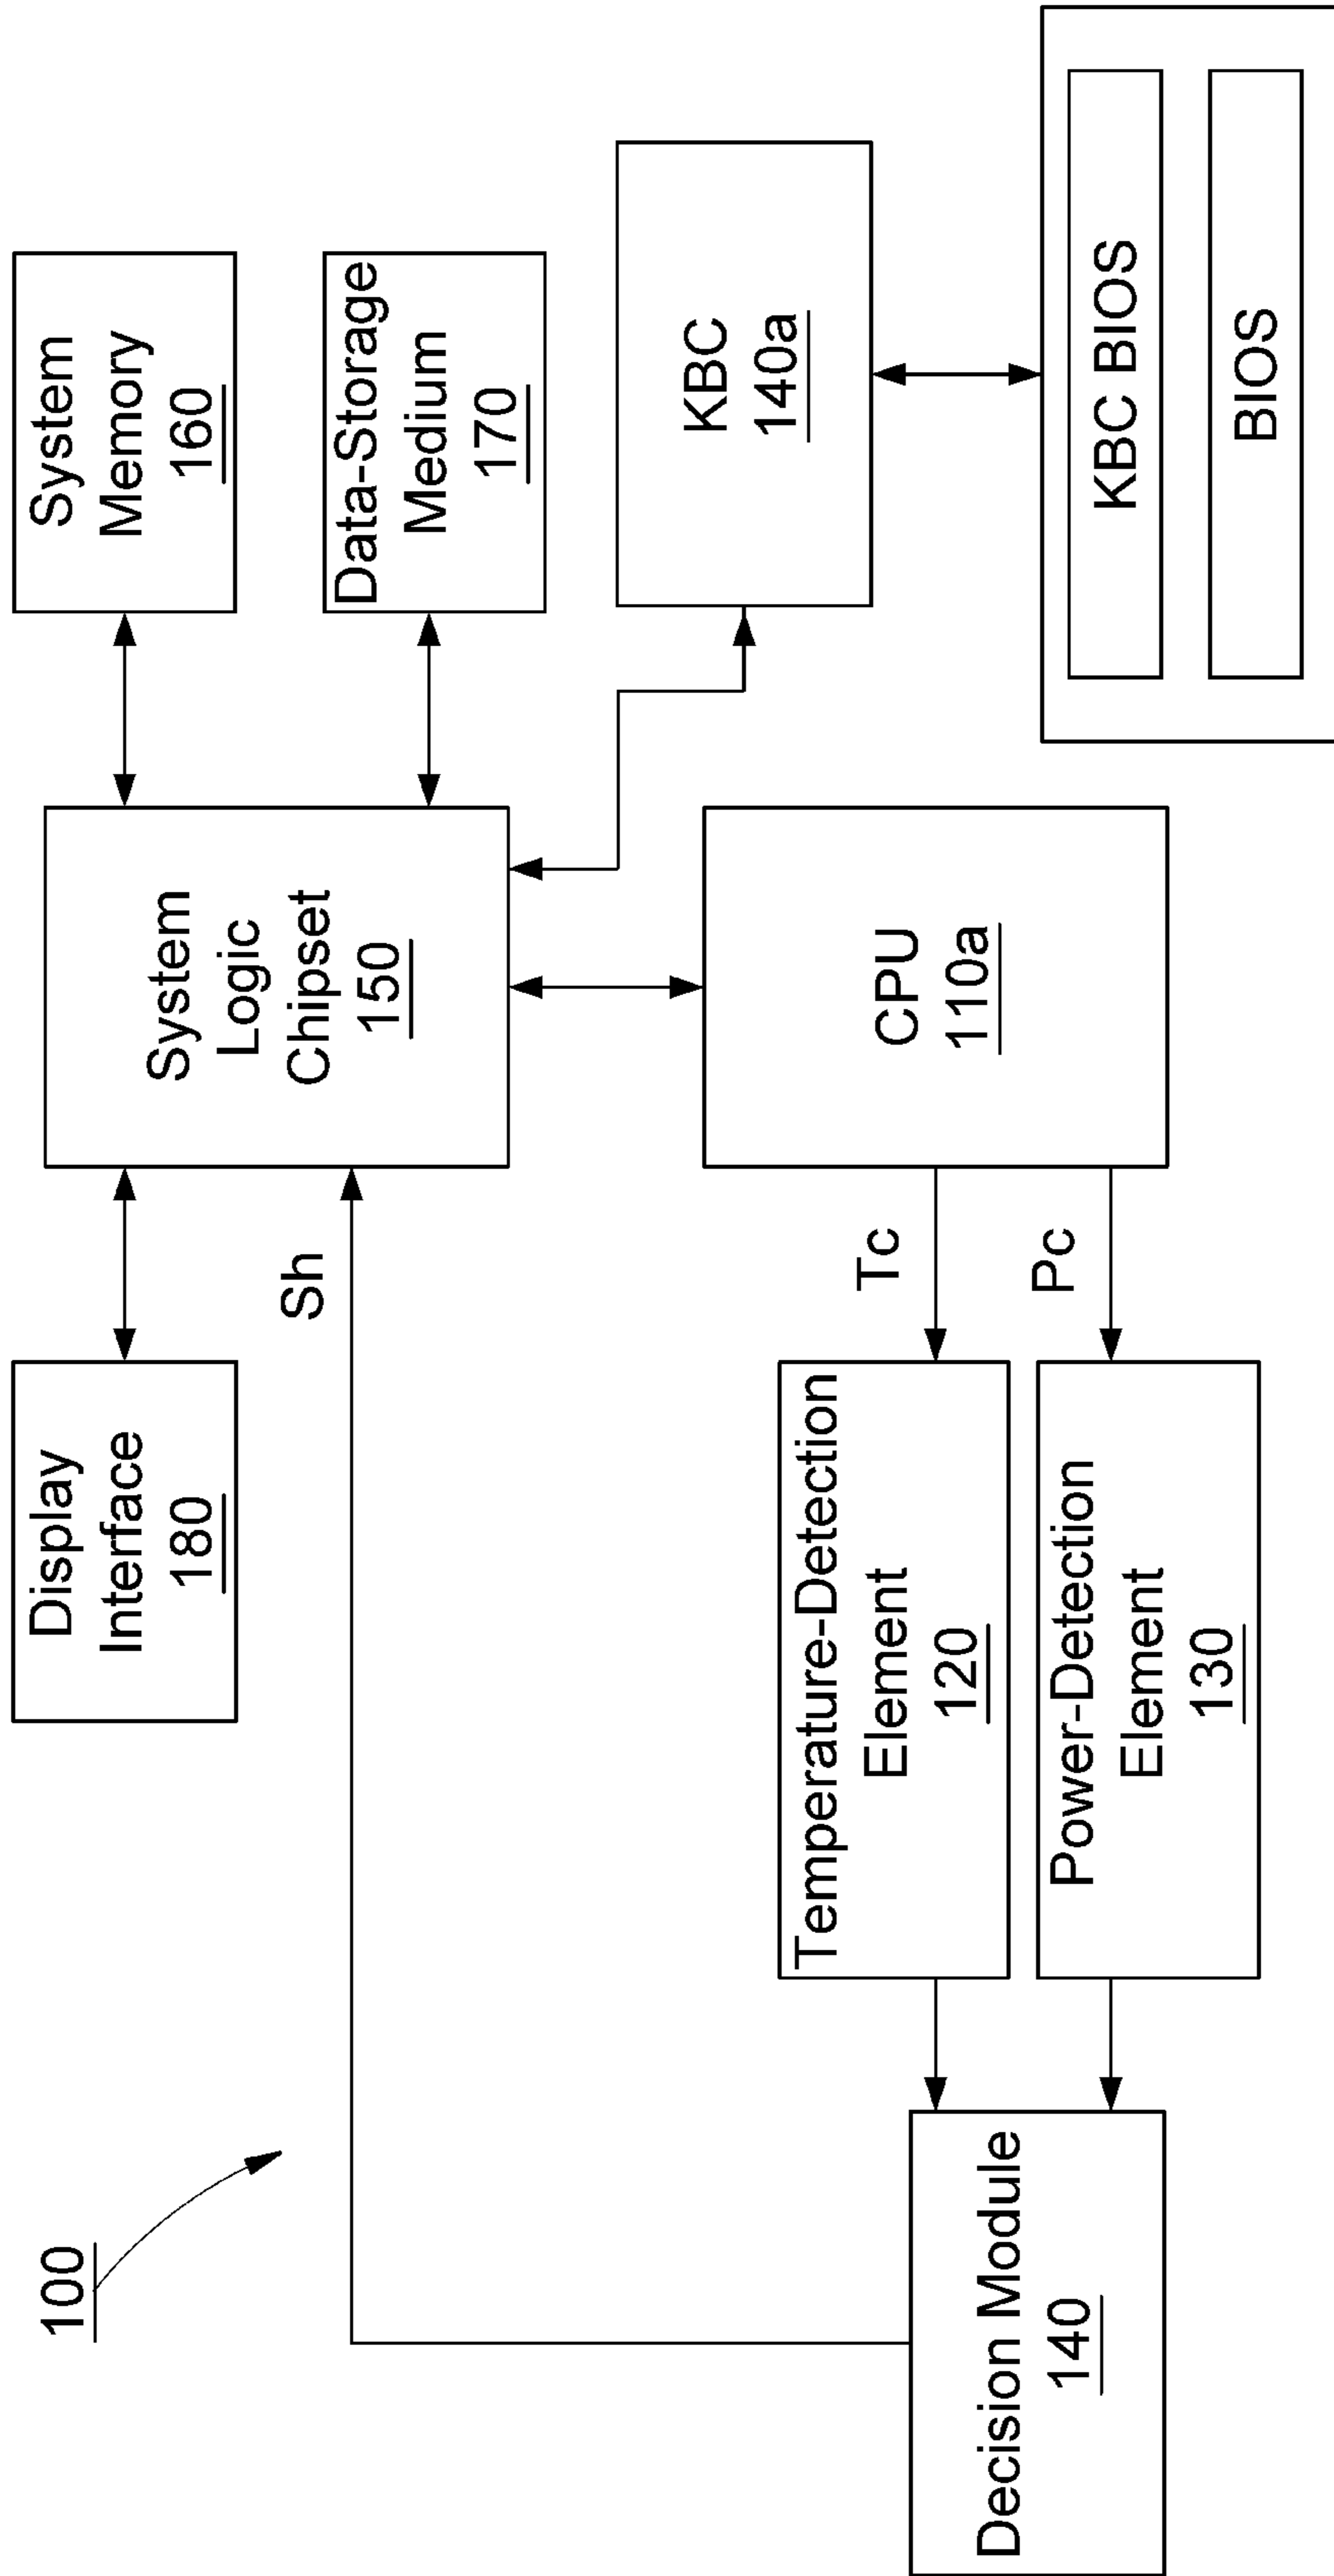 100
Display
Interface
180
System
Logic
Chipset
150
System
Memory
160
Data-Storage
Medium
170
Sh
KBC
140a
Tc
Pc
CPU
110a
Temperature-Detection
Element
120
Power-Detection
Element
130
Decision Module
140
KBC BIOS
BIOS